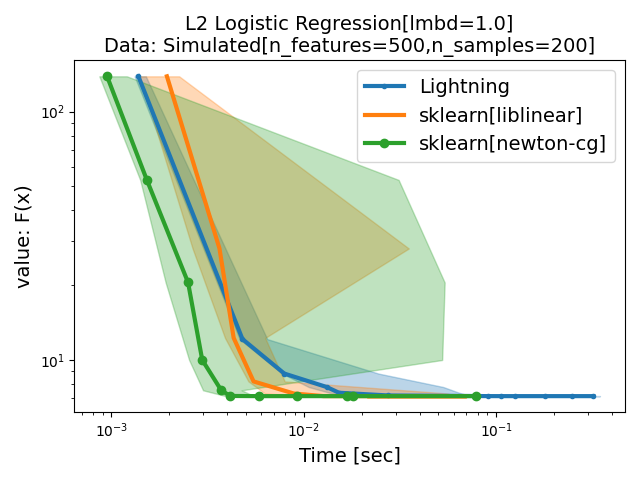 L2 Logistic Regression[lmbd=1.0]
Data: Simulated[n_features=500,n_samples=200]
Lightning
sklearn[liblinear]
sklearn[newton-cg]
value: F(x)
10²
10¹
10⁻³
10⁻²
10⁻¹
Time [sec]